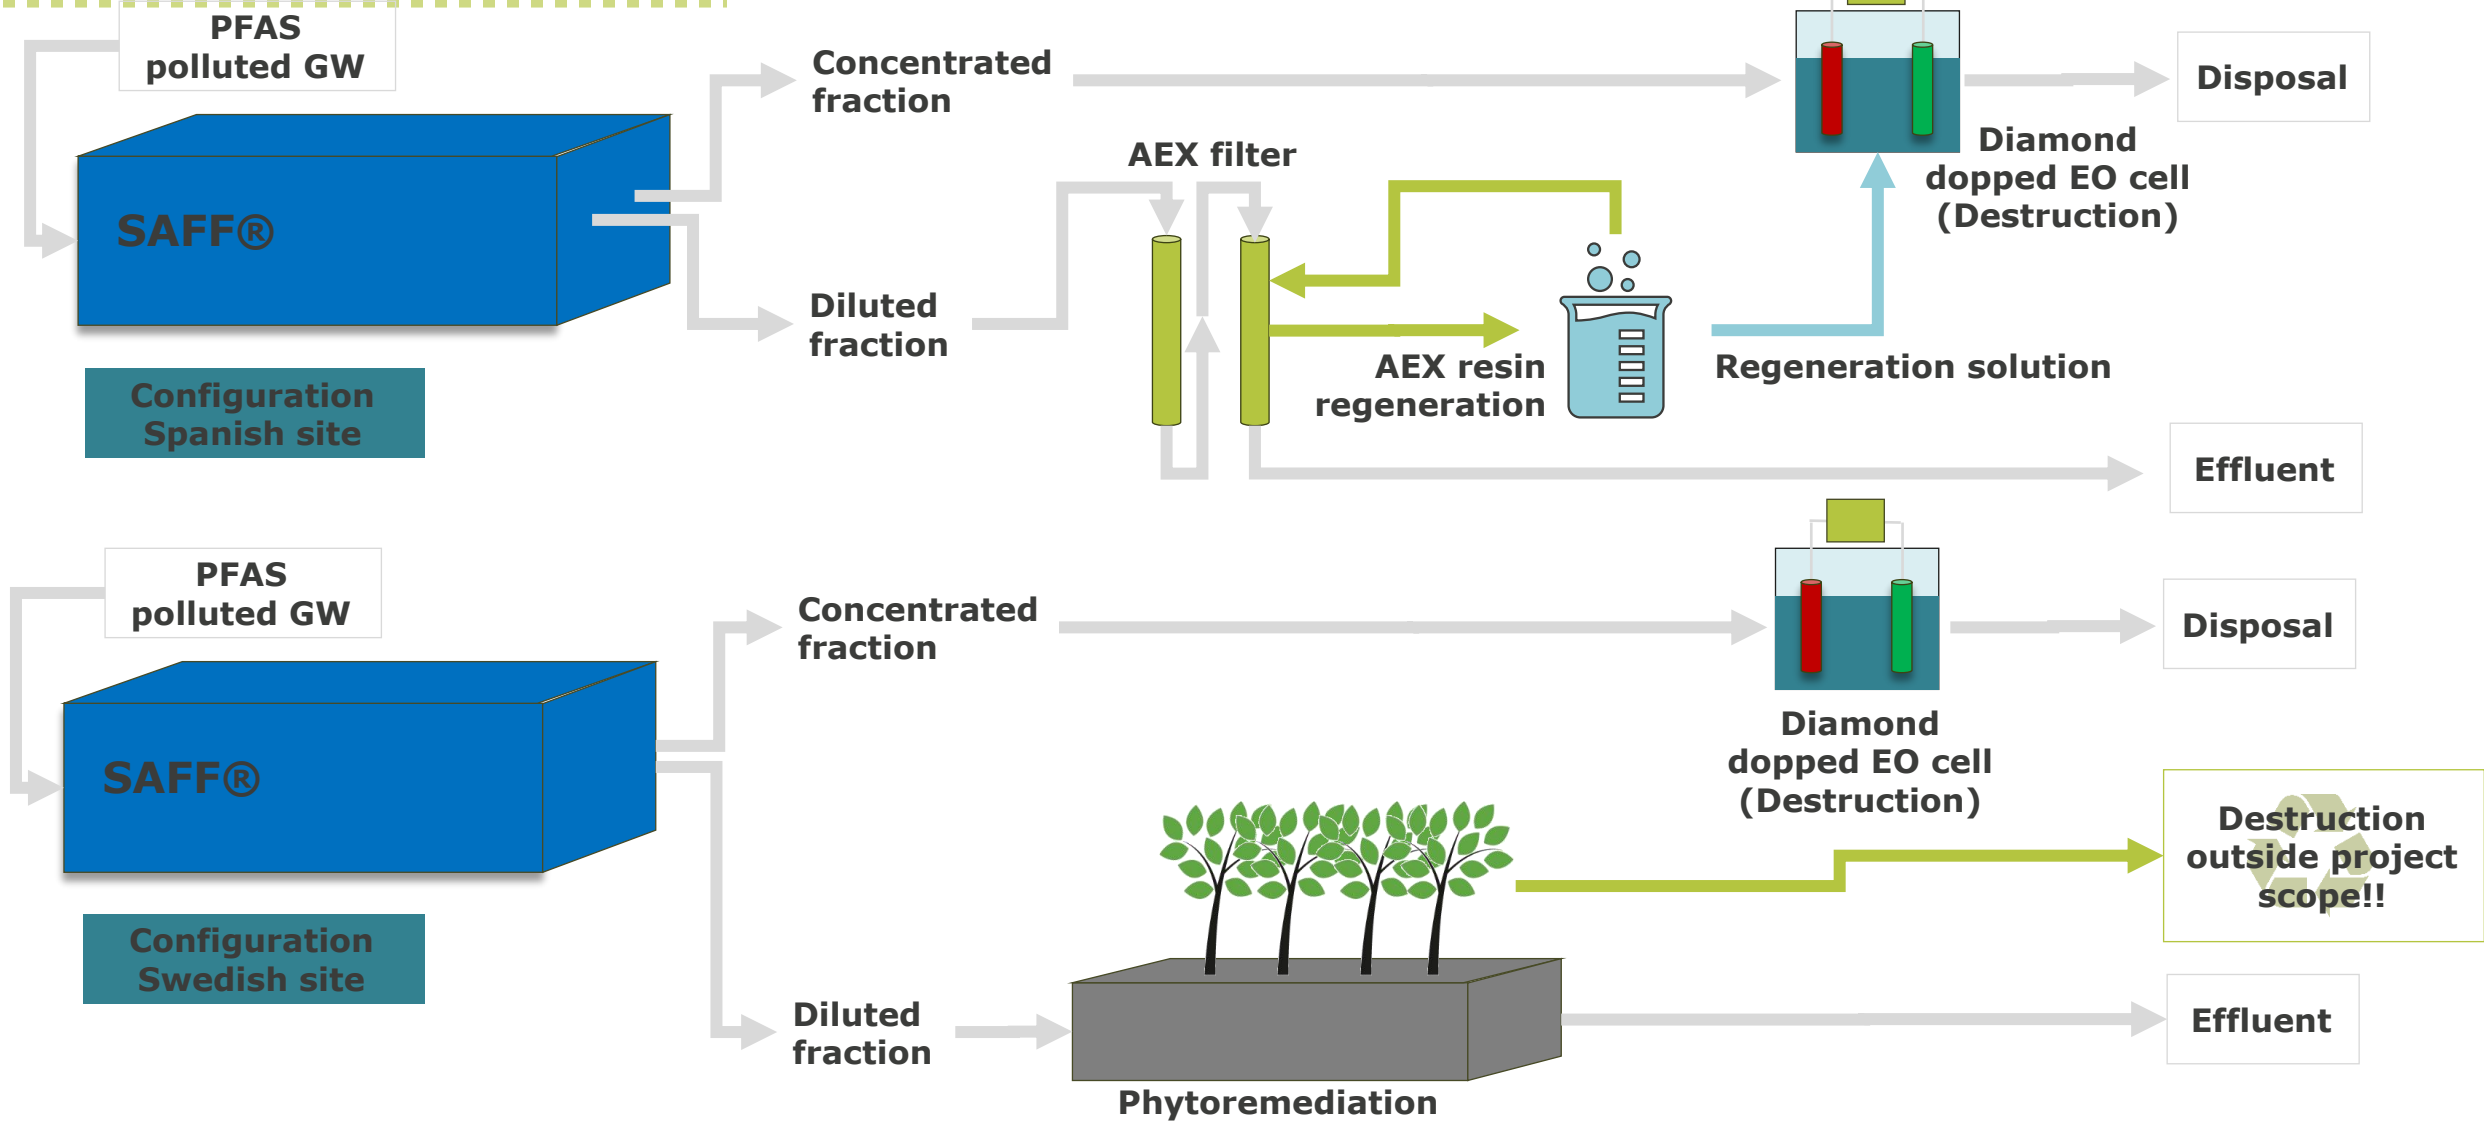 PFAS
polluted GW
SAFF®
Configuration
Spanish site
Concentrated
fraction
Diluted
fraction
AEX filter
AEX resin
regeneration
Regeneration solution
Diamond
dopped EO cell
(Destruction)
Disposal
Effluent
PFAS
polluted GW
SAFF®
Configuration
Swedish site
Concentrated
fraction
Diluted
fraction
Phytoremediation
Diamond
dopped EO cell
(Destruction)
Disposal
Destruction
outside project
scope!!
Effluent